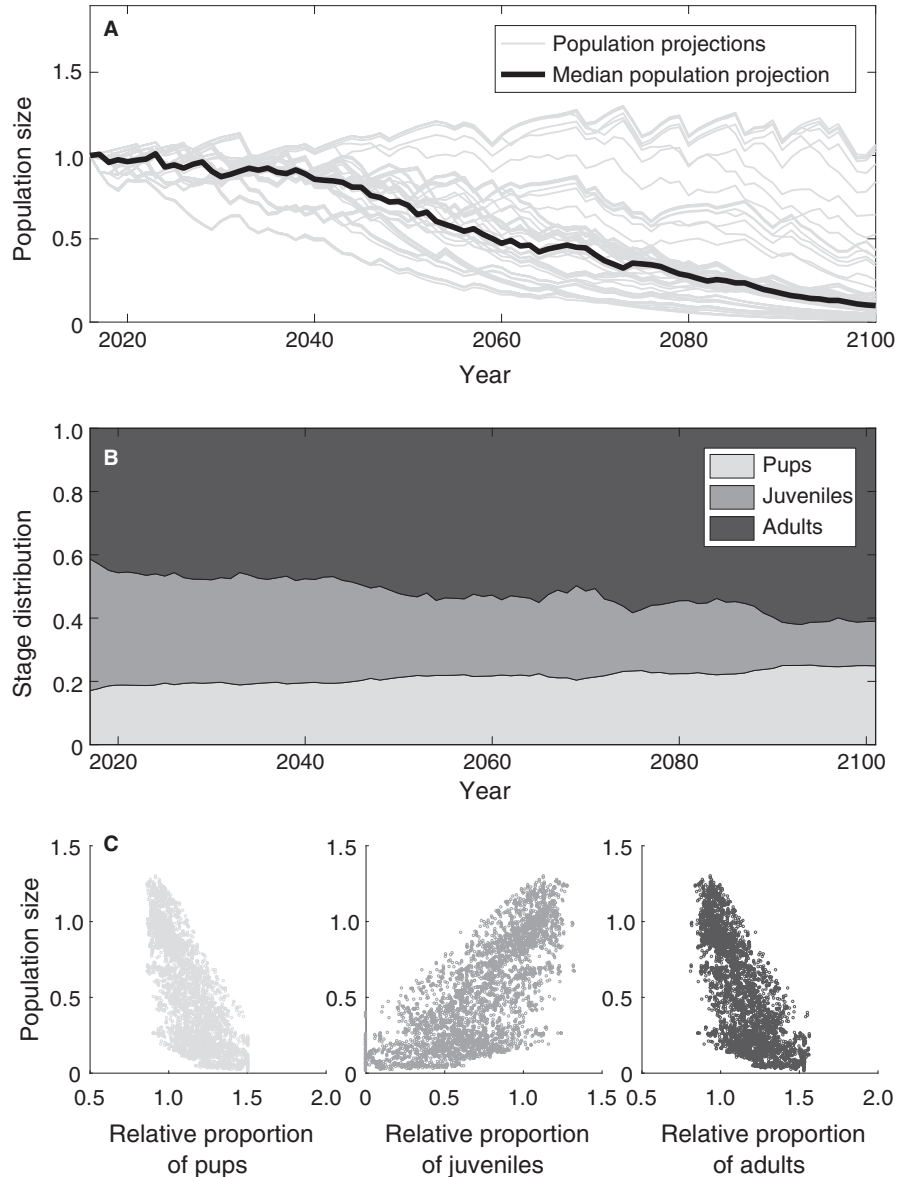 A
Population projections
Median population projection
1.5
1.0
0.5
0
Population size
2020 2040 2060 2080 2100
Year
B
Pups
Juveniles
Adults
1.0
0.8
0.6
0.4
0.2
0
Stage distribution
2020 2040 2060 2080 2100
Year
C
1.5 1.5 1.5
1.0 1.0 1.0
0.5 0.5 0.5
0 0 0
Population size
0.5 1.0 1.5 2.0 0 0.5 1.0 1.5 0.5 1.0 1.5 2.0
Relative proportion
of pups
Relative proportion
of juveniles
Relative proportion
of adults